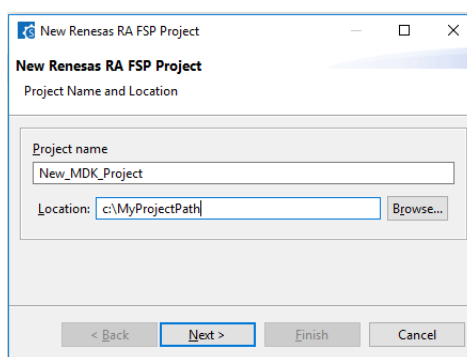 New Renesas RA FSP Project
New Renesas RA FSP Project
Project Name and Location
Project name
New_MDK_Project
Location: c:\MyProjectPath Browse...
< Back Next > Finish Cancel